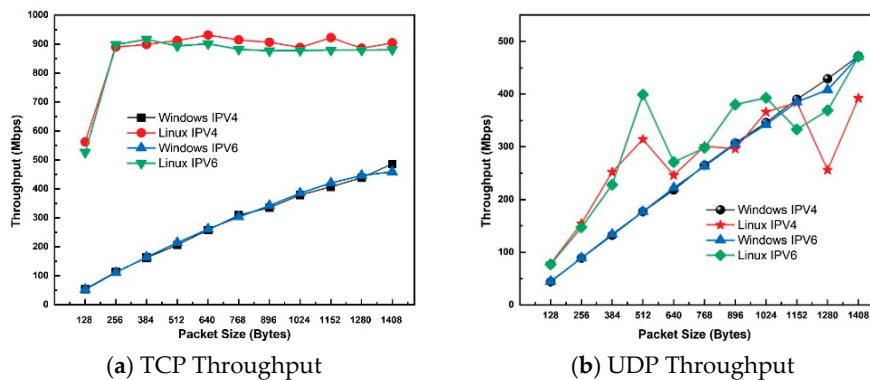 1000
900
800
700
600
500
400
300
200
100
0
Throughput (Mbps)
Windows IPV4
Linux IPV4
Windows IPV6
Linux IPV6
128 256 384 512 640 768 896 1024 1152 1280 1408
Packet Size (Bytes)
(a) TCP Throughput
500
400
300
200
100
0
Throughput (Mbps)
Windows IPV4
Linux IPV4
Windows IPV6
Linux IPV6
128 256 384 512 640 768 896 1024 1152 1280 1408
Packet Size (Bytes)
(b) UDP Throughput